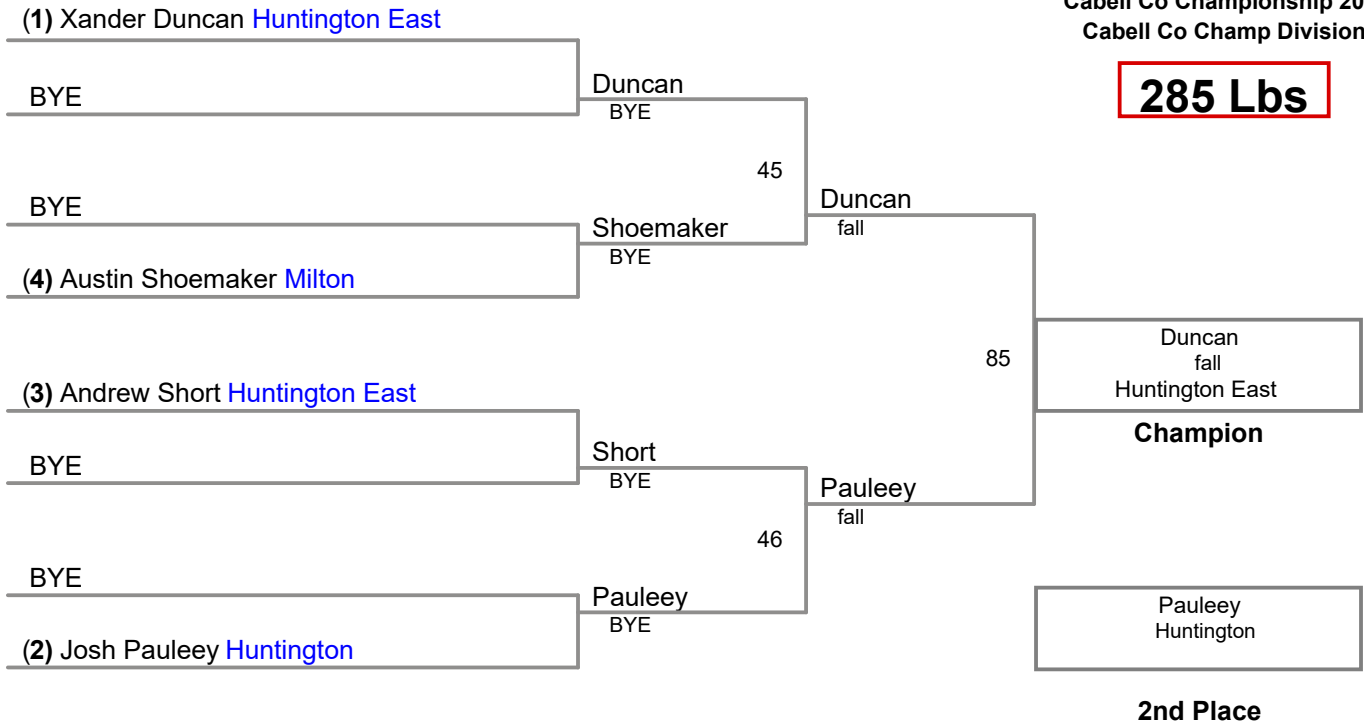 Cabell Co Championship 20
Cabell Co Champ Division
285 Lbs
(1) Xander Duncan Huntington East
BYE
Duncan
BYE
45
BYE
Shoemaker
BYE
(4) Austin Shoemaker Milton
Duncan
fall
85
(3) Andrew Short Huntington East
BYE
Short
BYE
46
BYE
Pauleey
BYE
(2) Josh Pauleey Huntington
Pauleey
fall
Duncan
fall
Huntington East
Champion
Pauleey
Huntington
2nd Place